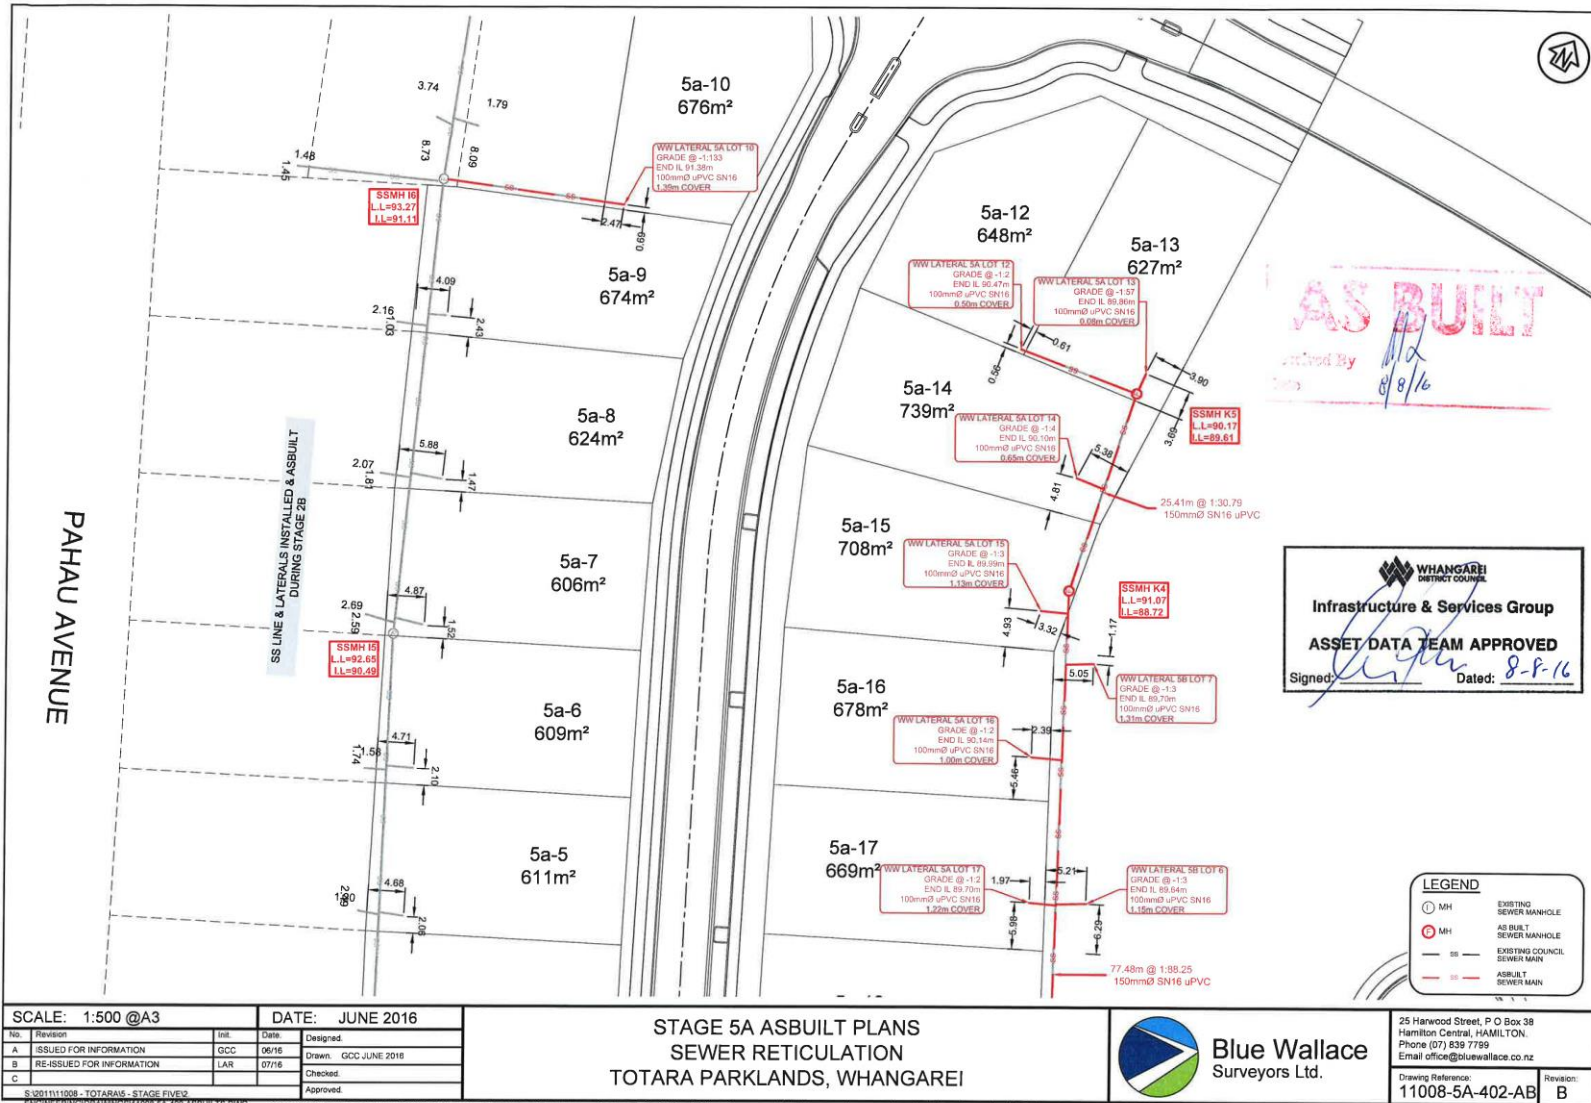 5a-10
676m²
3.74
1.79
8.73
8.09
1.48
1.45
WW LATERAL 5A LOT 10
GRADE @ -1:133
END IL 91.38m
100mmØ uPVC SN16
1.39m COVER
SSMH I6
L.L=93.27
I.L=91.11
2.47
0.69
5a-9
674m²
4.09
2.16
1.03
2.43
5a-12
648m²
5a-13
627m²
WW LATERAL 5A LOT 12
GRADE @ -1:2
END IL 90.47m
100mmØ uPVC SN16
0.50m COVER
WW LATERAL 5A LOT 13
GRADE @ -1:57
END IL 89.86m
100mmØ uPVC SN16
0.08m COVER
0.61
0.56
3.90
3.69
AS BUILT
By
8/8/16
SSMH K5
L.L=90.17
I.L=89.61
5a-14
739m²
WW LATERAL 5A LOT 14
GRADE @ -1:4
END IL 90.10m
100mmØ uPVC SN16
0.65m COVER
5.38
4.81
25.41m @ 1:30.79
150mmØ SN16 uPVC
5a-8
624m²
5.88
2.07
1.81
1.47
SS LINE & LATERALS INSTALLED & ASBUILT
DURING STAGE 2B
PAHAU AVENUE
5a-15
708m²
WW LATERAL 5A LOT 15
GRADE @ -1:3
END IL 89.99m
100mmØ uPVC SN16
1.13m COVER
SSMH K4
L.L=91.07
I.L=88.72
4.93
3.32
1.17
5a-7
606m²
4.87
2.69
2.59
1.52
SSMH I5
L.L=92.65
I.L=90.49
WHANGAREI
DISTRICT COUNCIL
Infrastructure & Services Group
ASSET DATA TEAM APPROVED
Signed:
Dated: 8-8-16
5.05
WW LATERAL 5B LOT 7
GRADE @ -1:3
END IL 89.70m
100mmØ uPVC SN16
1.31m COVER
5a-16
678m²
WW LATERAL 5A LOT 16
GRADE @ -1:2
END IL 90.14m
100mmØ uPVC SN16
1.00m COVER
2.39
5.46
5a-6
609m²
4.71
1.58
1.74
2.10
5a-17
669m²
WW LATERAL 5A LOT 17
GRADE @ -1:2
END IL 89.70m
100mmØ uPVC SN16
1.22m COVER
1.97
5.21
5.98
6.29
WW LATERAL 5B LOT 6
GRADE @ -1:3
END IL 89.64m
100mmØ uPVC SN16
1.15m COVER
5a-5
611m²
4.68
2.06
77.48m @ 1:88.25
150mmØ SN16 uPVC
LEGEND
MH EXISTING
SEWER MANHOLE
MH AS BUILT
SEWER MANHOLE
SS EXISTING COUNCIL
SEWER MAIN
SS ASBUILT
SEWER MAIN
SCALE: 1:500 @A3
DATE: JUNE 2016
No. Revision Init. Date.
A ISSUED FOR INFORMATION GCC 06/16
B RE-ISSUED FOR INFORMATION LAR 07/16
C
Designed.
Drawn. GCC JUNE 2016
Checked.
Approved.
S:\2011\11008 - TOTARA\5 - STAGE FIVE\2.
STAGE 5A ASBUILT PLANS
SEWER RETICULATION
TOTARA PARKLANDS, WHANGAREI
Blue Wallace
Surveyors Ltd.
25 Harwood Street, P O Box 38
Hamilton Central, HAMILTON.
Phone (07) 839 7799
Email office@bluewallace.co.nz
Drawing Reference:
11008-5A-402-AB
Revision:
B